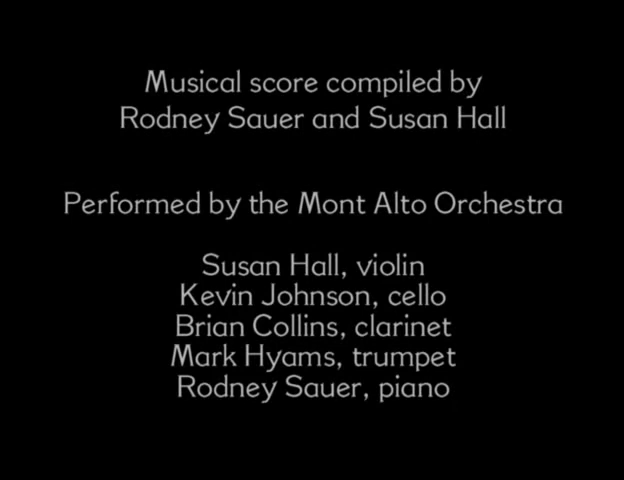 Musical score compiled by
Rodney Sauer and Susan Hall
Performed by the Mont Alto Orchestra
Susan Hall, violin
Kevin Johnson, cello
Brian Collins, clarinet
Mark Hyams, trumpet
Rodney Sauer, piano